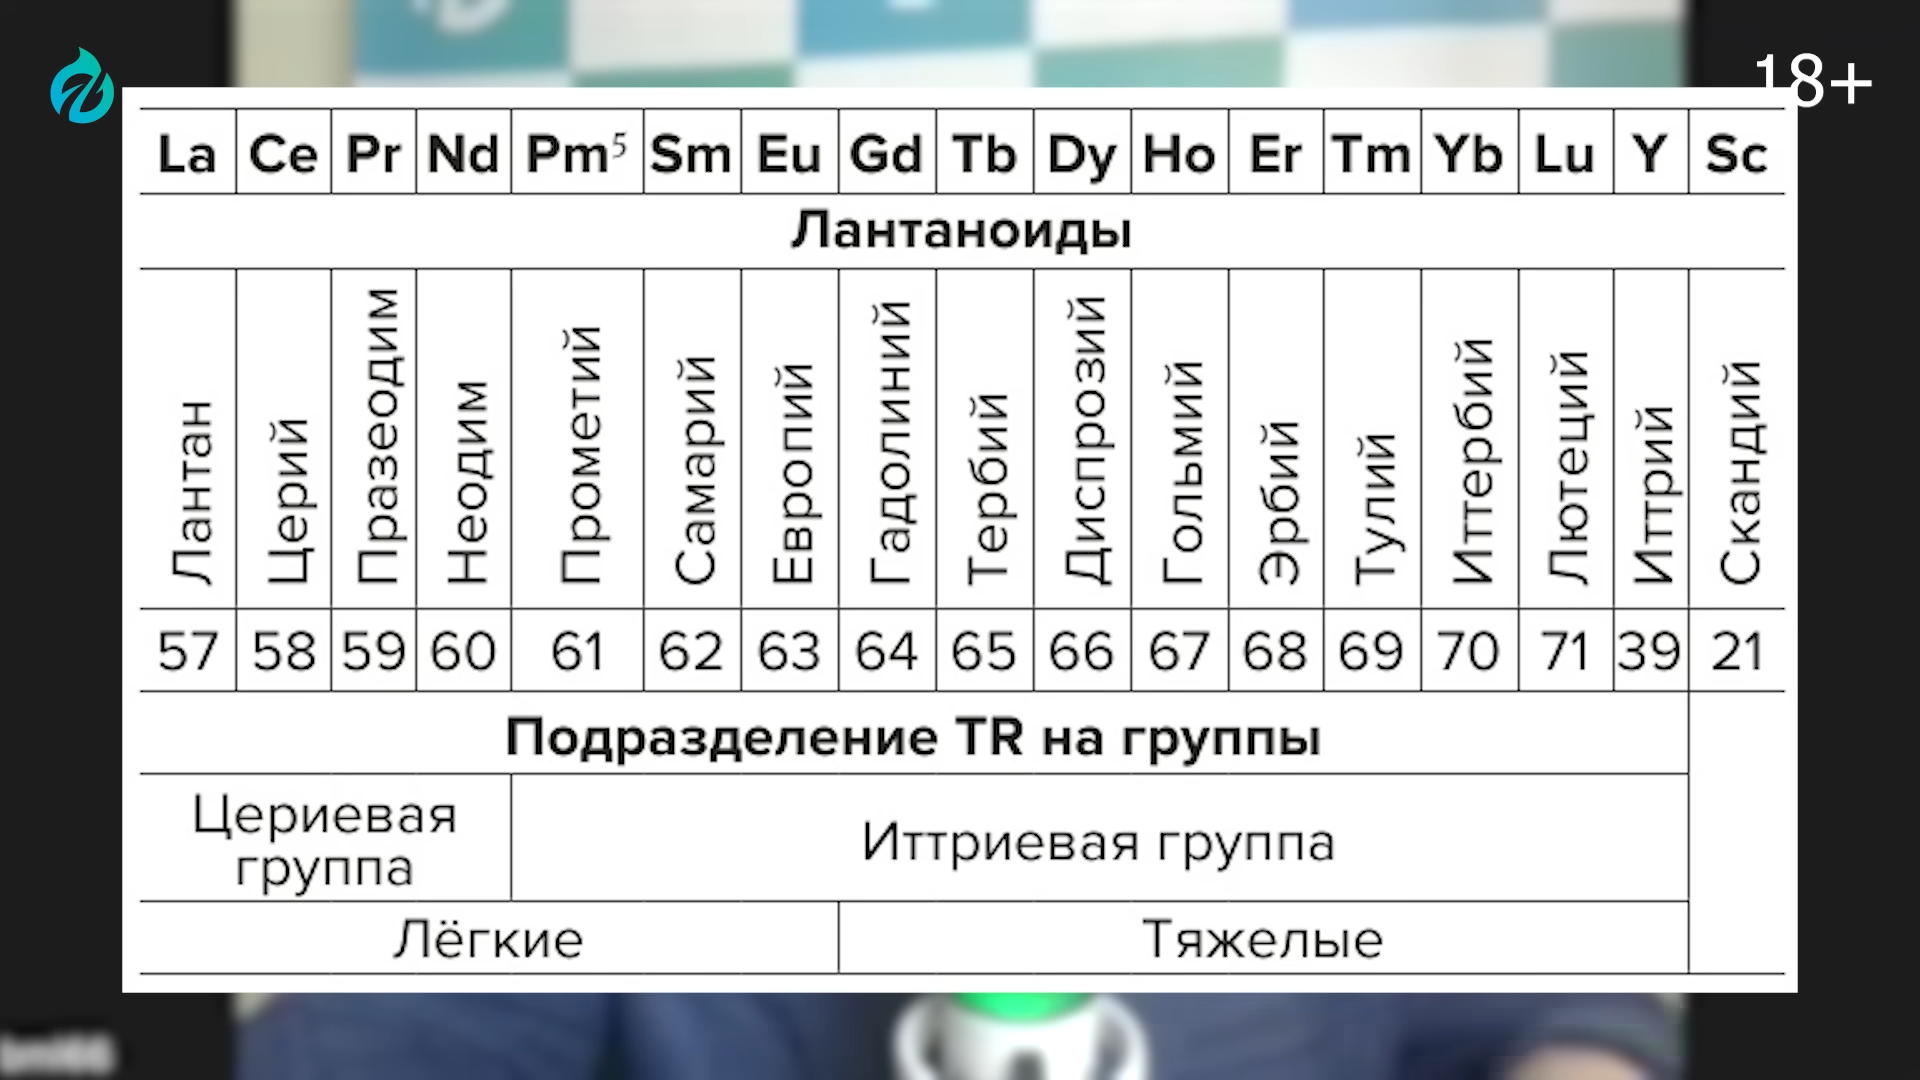 18+
La Ce Pr Nd Pm⁵ Sm Eu Gd Tb Dy Ho Er Tm Yb Lu Y Sc
Лантаноиды
Лантан Церий Празеодим Неодим Прометий Самарий Европий Гадолиний Тербий Диспрозий Гольмий Эрбий Тулий Иттербий Лютеций Иттрий Скандий
57 58 59 60 61 62 63 64 65 66 67 68 69 70 71 39 21
Подразделение TR на группы
Цериевая
группа
Иттриевая группа
Лёгкие Тяжелые